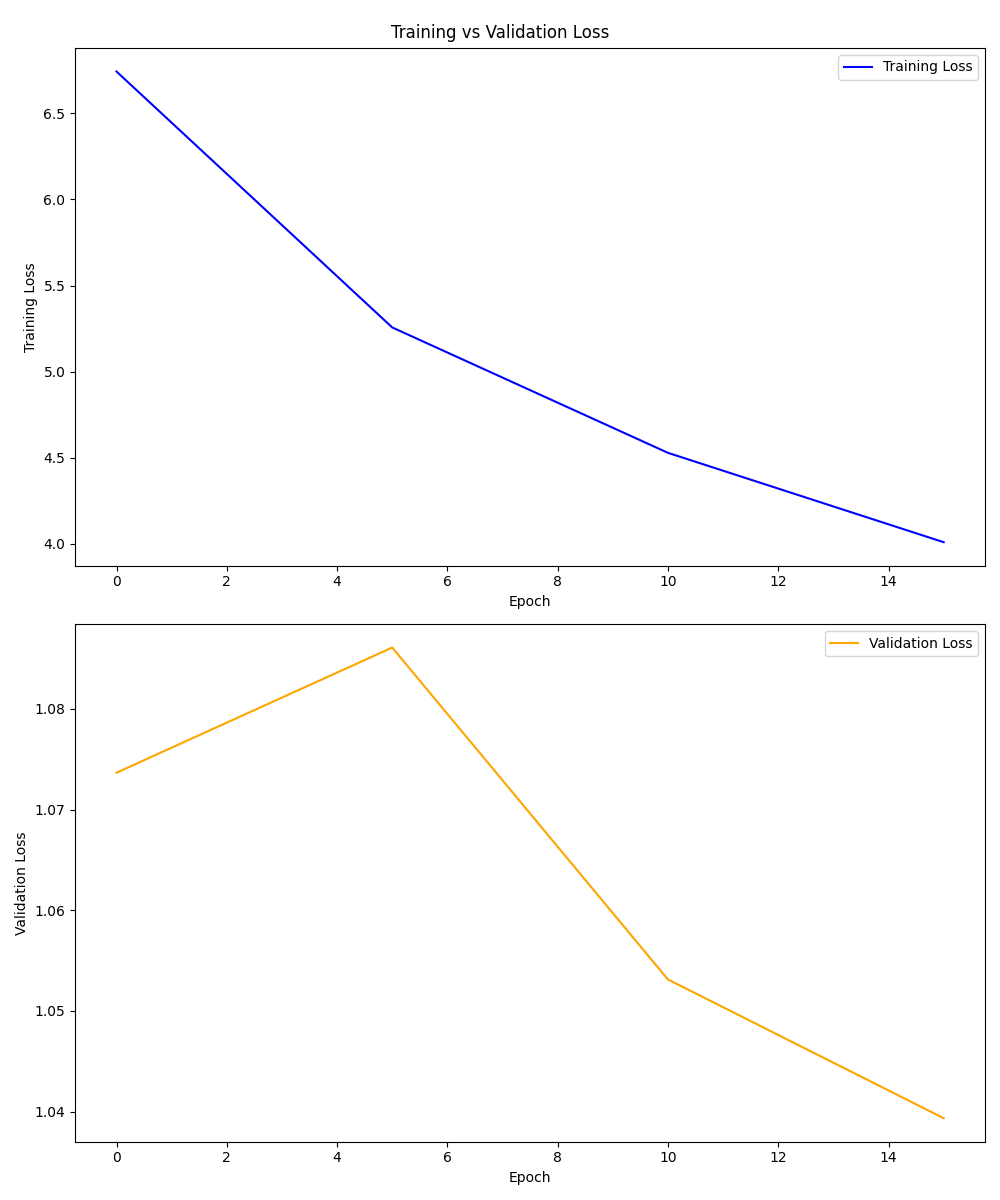 Training vs Validation Loss
Training Loss
6.5
6.0
5.5
5.0
4.5
4.0
Training Loss
0 2 4 6 8 10 12 14
Epoch
Validation Loss
1.08
1.07
1.06
1.05
1.04
Validation Loss
0 2 4 6 8 10 12 14
Epoch